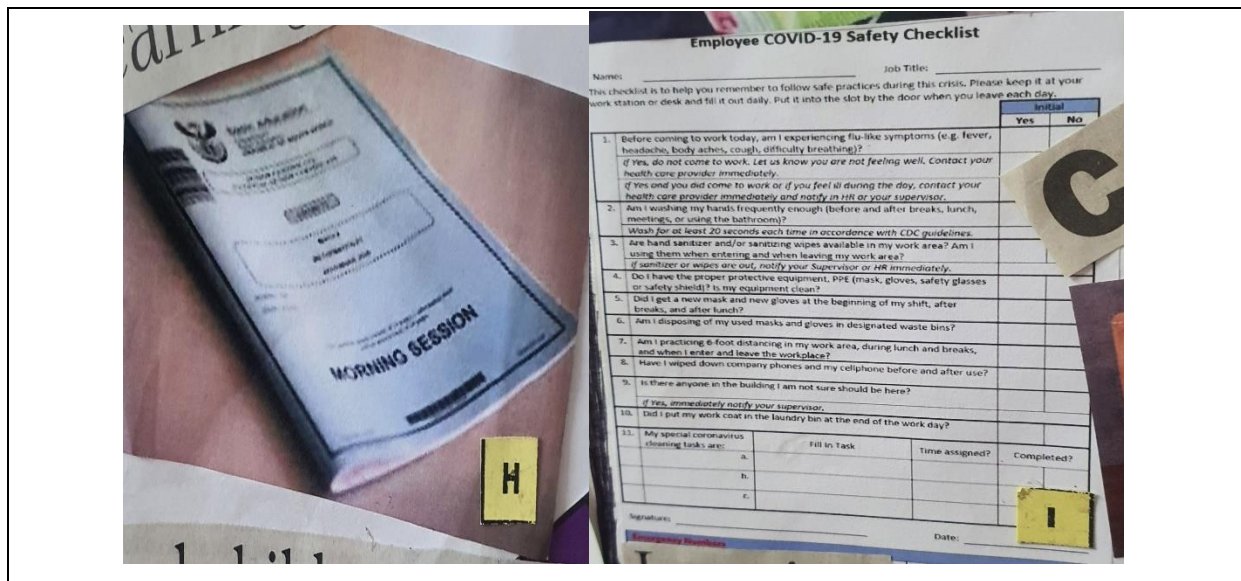 MORNING SESSION
H
Employee COVID-19 Safety Checklist
Name:
Job Title:
This checklist is to help you remember to follow safe practices during this crisis. Please keep it at your
work station or desk and fill it out daily. Put it into the slot by the door when you leave each day.
Initial
Yes No
1. Before coming to work today, am I experiencing flu-like symptoms (e.g. fever,
headache, body aches, cough, difficulty breathing)?
If Yes, do not come to work. Let us know you are not feeling well. Contact your
health care provider immediately.
If Yes and you did come to work or if you feel ill during the day, contact your
health care provider immediately and notify in HR or your supervisor.
2. Am I washing my hands frequently enough (before and after breaks, lunch,
meetings, or using the bathroom)?
Wash for at least 20 seconds each time in accordance with CDC guidelines.
3. Are hand sanitizer and/or sanitizing wipes available in my work area? Am I
using them when entering and when leaving my work area?
If sanitizer or wipes are out, notify your Supervisor or HR immediately.
4. Do I have the proper protective equipment, PPE (mask, gloves, safety glasses
or safety shield)? Is my equipment clean?
5. Did I get a new mask and new gloves at the beginning of my shift, after
breaks, and after lunch?
6. Am I disposing of my used masks and gloves in designated waste bins?
7. Am I practicing 6-foot distancing in my work area, during lunch and breaks,
and when I enter and leave the workplace?
8. Have I wiped down company phones and my cellphone before and after use?
9. Is there anyone in the building I am not sure should be here?
If Yes, immediately notify your supervisor.
10. Did I put my work coat in the laundry bin at the end of the work day?
11. My special coronavirus
cleaning tasks are:
Fill In Task
Time assigned?
Completed?
a.
b.
c.
Signature:
Date:
Emergency Numbers
C
I